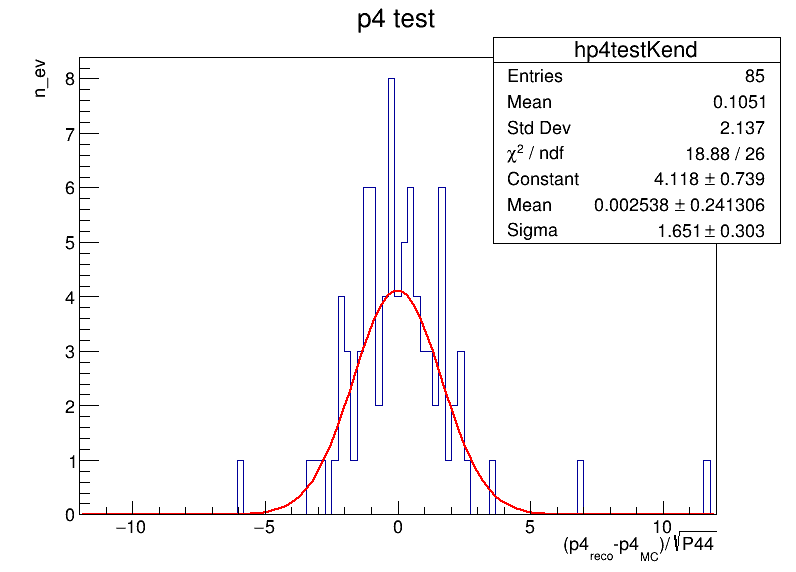 p4 test
hp4testKend
Entries 85
Mean 0.1051
Std Dev 2.137
χ² / ndf 18.88 / 26
Constant 4.118 ± 0.739
Mean 0.002538 ± 0.241306
Sigma 1.651 ± 0.303
n_ev
8
7
6
5
4
3
2
1
0
−10 −5 0 5 10
(p4reco-p4MC)/√P44